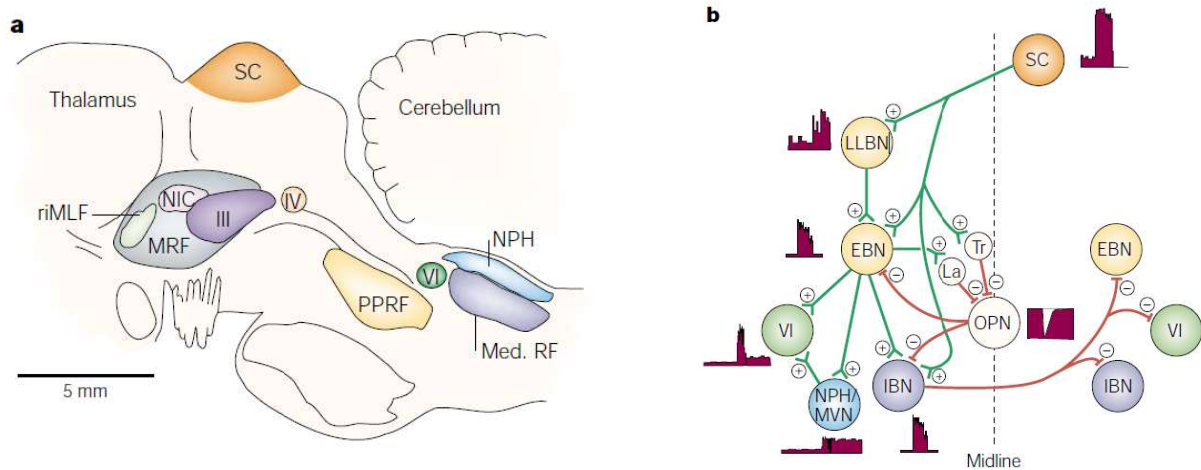 a
SC
Thalamus
Cerebellum
NIC
III
IV
riMLF
MRF
NPH
VI
PPRF
Med. RF
5 mm
b
SC
+
LLBN
+
+
+
EBN
+
Tr
La
−
−
−
EBN
−
OPN
−
VI
+
+
−
−
VI
+
+
+
NPH/
MVN
IBN
IBN
Midline